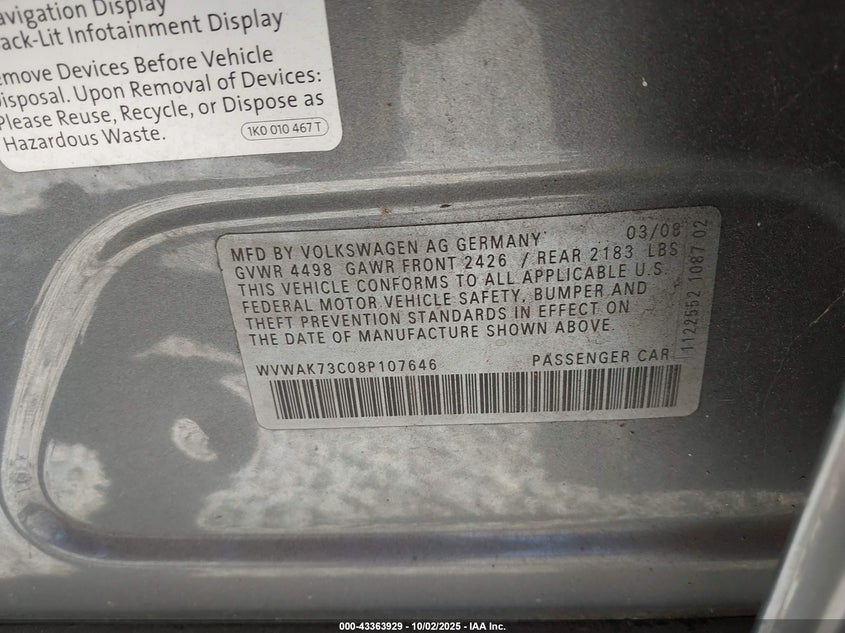 avigation Display
ack-Lit Infotainment Display
emove Devices Before Vehicle
isposal. Upon Removal of Devices:
Please Reuse, Recycle, or Dispose as
Hazardous Waste.
1K0 010 467 T
MFD BY VOLKSWAGEN AG GERMANY 03/08
GVWR 4498 GAWR FRONT 2426 / REAR 2183 LBS
THIS VEHICLE CONFORMS TO ALL APPLICABLE U.S.
FEDERAL MOTOR VEHICLE SAFETY, BUMPER AND
THEFT PREVENTION STANDARDS IN EFFECT ON
THE DATE OF MANUFACTURE SHOWN ABOVE.
WVWAK73C08P107646 PASSENGER CAR
1122552 1087 02
000-43363929 - 10/02/2025 - IAA Inc.